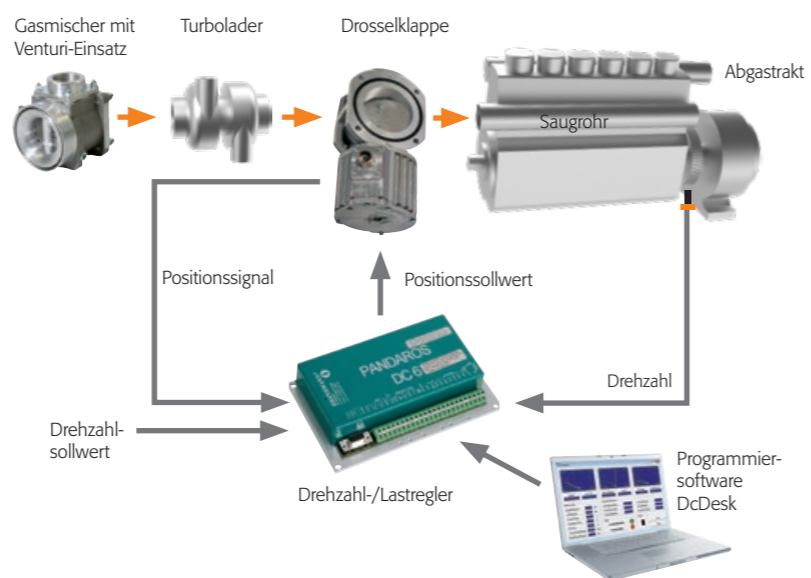 Gasmischer mit
Venturi-Einsatz
Turbolader
Drosselklappe
Abgastrakt
Saugrohr
Positionssignal
Positionssollwert
PANDAROS
DC 6
Drehzahl
Drehzahl-
sollwert
Drehzahl-/Lastregler
Programmier-
software
DcDesk